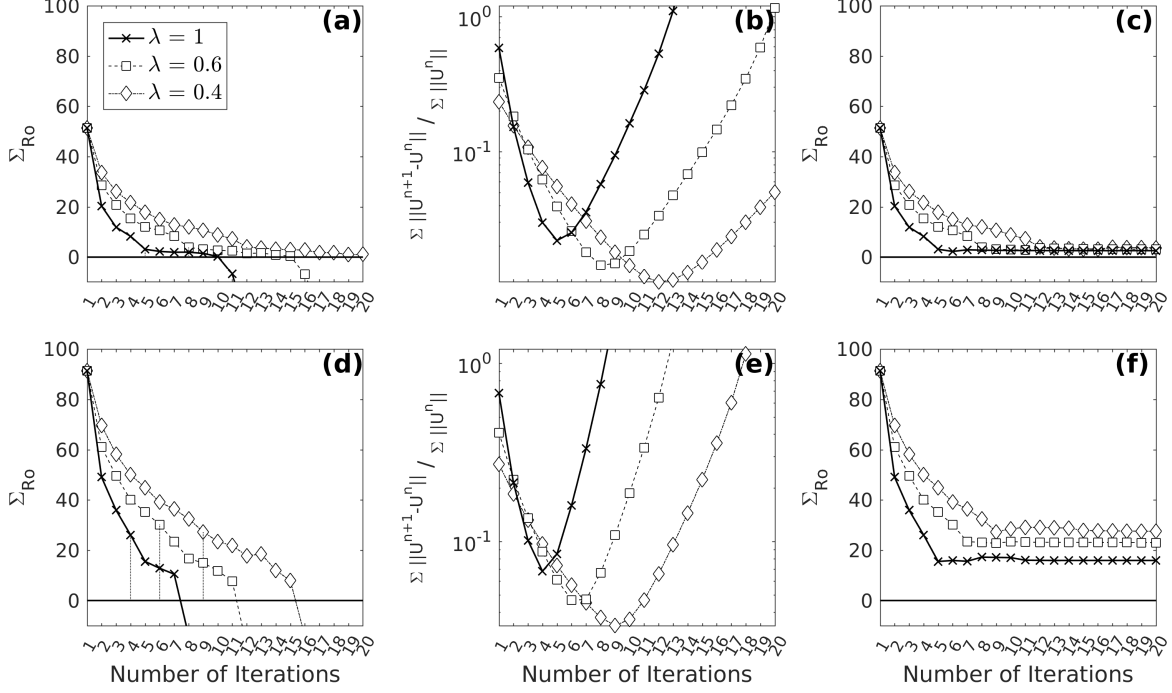 (a)
λ = 1
λ = 0.6
λ = 0.4
100
80
60
40
20
0
Σ_Ro
1 2 3 4 5 6 7 8 9 10 11 12 13 14 15 16 17 18 19 20
(b)
10^0
10^-1
Σ ||U^n+1-U^n|| / Σ ||U^n||
1 2 3 4 5 6 7 8 9 10 11 12 13 14 15 16 17 18 19 20
(c)
100
80
60
40
20
0
Σ_Ro
1 2 3 4 5 6 7 8 9 10 11 12 13 14 15 16 17 18 19 20
(d)
100
80
60
40
20
0
Σ_Ro
1 2 3 4 5 6 7 8 9 10 11 12 13 14 15 16 17 18 19 20
Number of Iterations
(e)
10^0
10^-1
Σ ||U^n+1-U^n|| / Σ ||U^n||
1 2 3 4 5 6 7 8 9 10 11 12 13 14 15 16 17 18 19 20
Number of Iterations
(f)
100
80
60
40
20
0
Σ_Ro
1 2 3 4 5 6 7 8 9 10 11 12 13 14 15 16 17 18 19 20
Number of Iterations